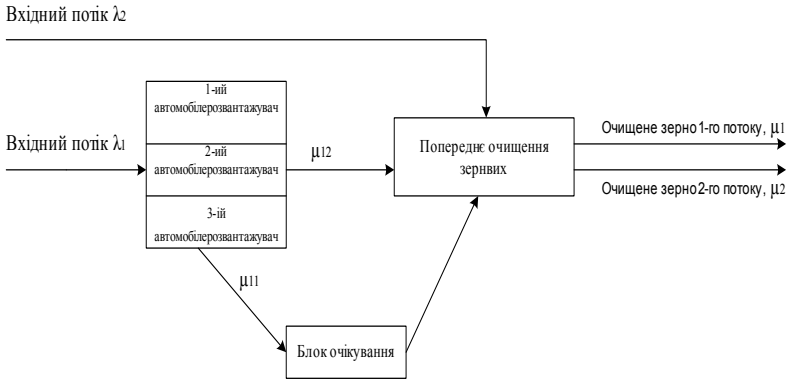 Вхідний потік λ2
1-ий
автомобілерозвантажувач
Вхідний потік λ1
2-ий
автомобілерозвантажувач
3-ій
автомобілерозвантажувач
μ12
Попереднє очищення
зернвих
Очищене зерно 1-го потоку, μ1
Очищене зерно 2-го потоку, μ2
μ11
Блок очікування